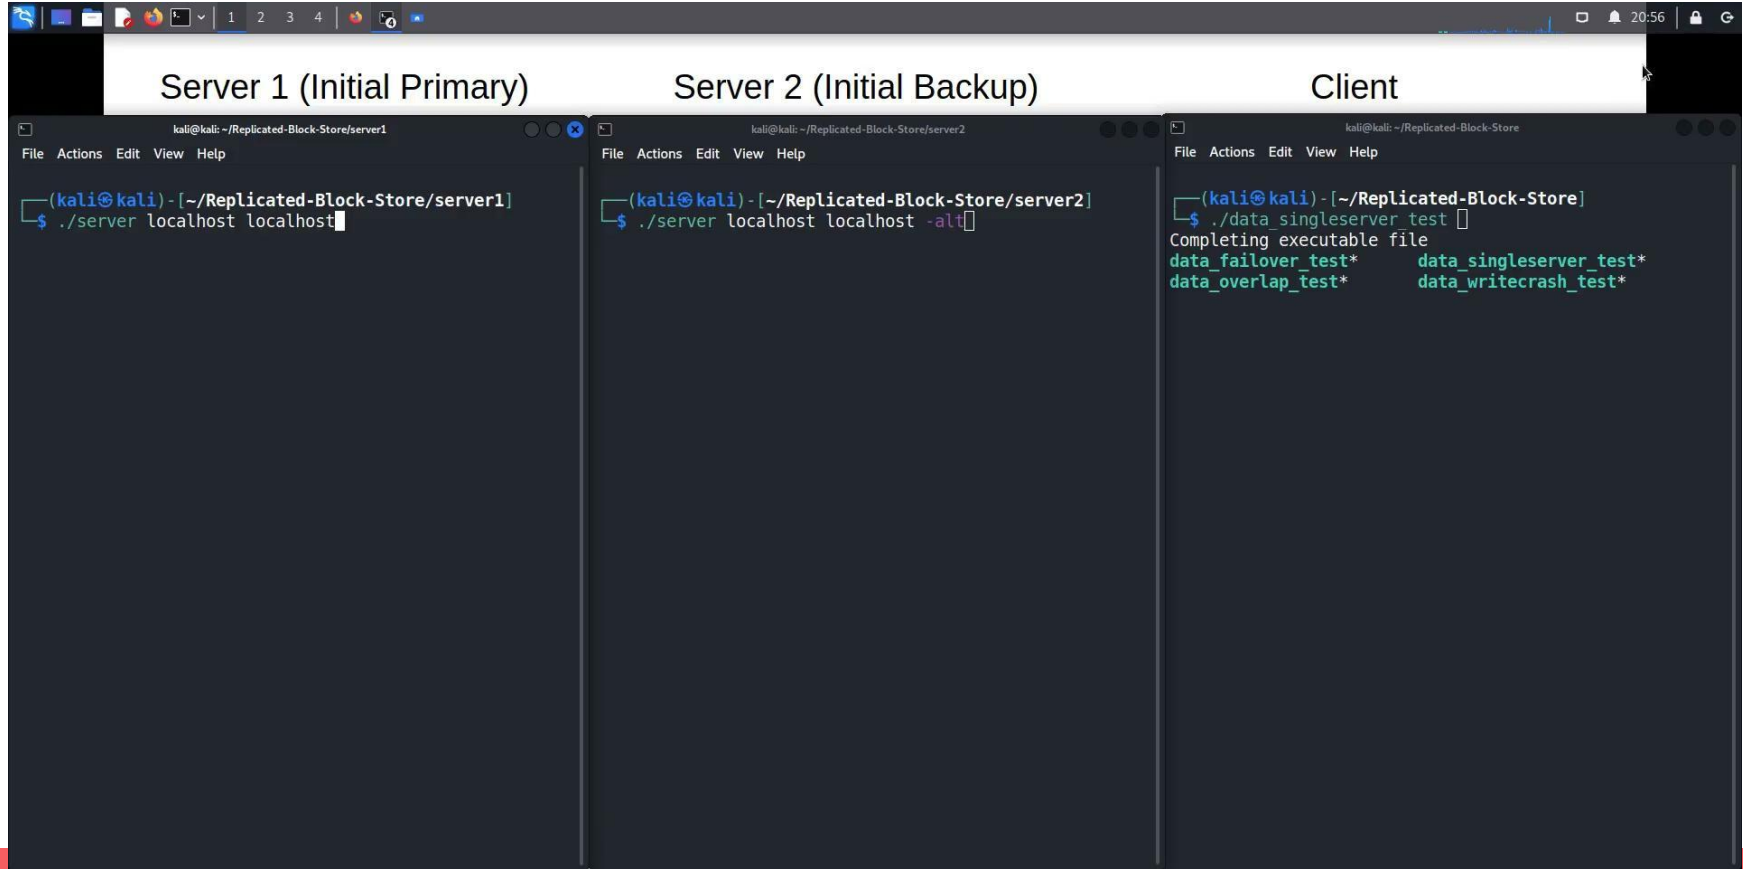 1 2 3 4 20:56
Server 1 (Initial Primary)
Server 2 (Initial Backup)
Client
kali@kali: ~/Replicated-Block-Store/server1
File Actions Edit View Help
(kali㉿kali)-[~/Replicated-Block-Store/server1]
$ ./server localhost localhost
kali@kali: ~/Replicated-Block-Store/server2
File Actions Edit View Help
(kali㉿kali)-[~/Replicated-Block-Store/server2]
$ ./server localhost localhost -alt
kali@kali: ~/Replicated-Block-Store
File Actions Edit View Help
(kali㉿kali)-[~/Replicated-Block-Store]
$ ./data_singleserver_test
Completing executable file
data_failover_test* data_singleserver_test*
data_overlap_test* data_writecrash_test*